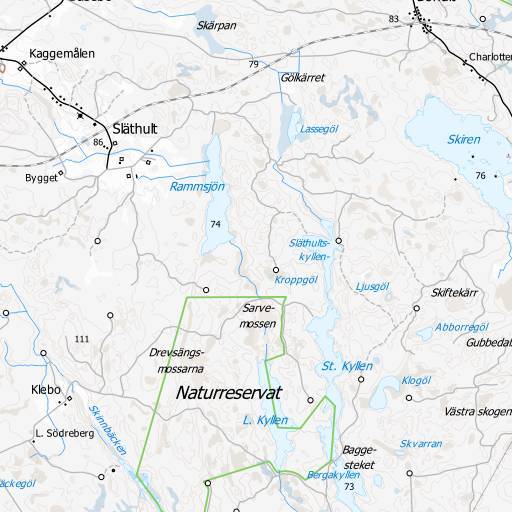 Skärpan
83
Kaggemålen
79
Charlotten
Gölkärret
Släthult
86
Lassegöl
Skiren
76
Bygget
Rammsjön
74
Släthults-
kyllen-
Kroppgöl
Ljusgöl
Skiftekärr
Sarve-
mossen
Abborregöl
111
Gubbedab
Drevsängs-
mossarna
St. Kyllen
Klogöl
Klebo
Naturreservat
Västra skogen
Skinnbäcken
L. Kyllen
L. Södreberg
Skvarran
Bagge-
steket
Bergakyllen
73
äckegöl